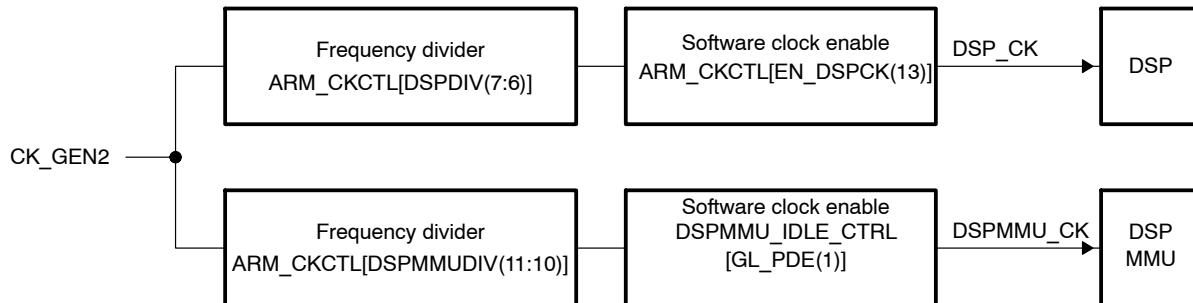 Frequency divider
ARM_CKCTL[DSPDIV(7:6)]
Software clock enable
ARM_CKCTL[EN_DSPCK(13)]
DSP_CK
DSP
CK_GEN2
Frequency divider
ARM_CKCTL[DSPMMUDIV(11:10)]
Software clock enable
DSPMMU_IDLE_CTRL
[GL_PDE(1)]
DSPMMU_CK
DSP
MMU